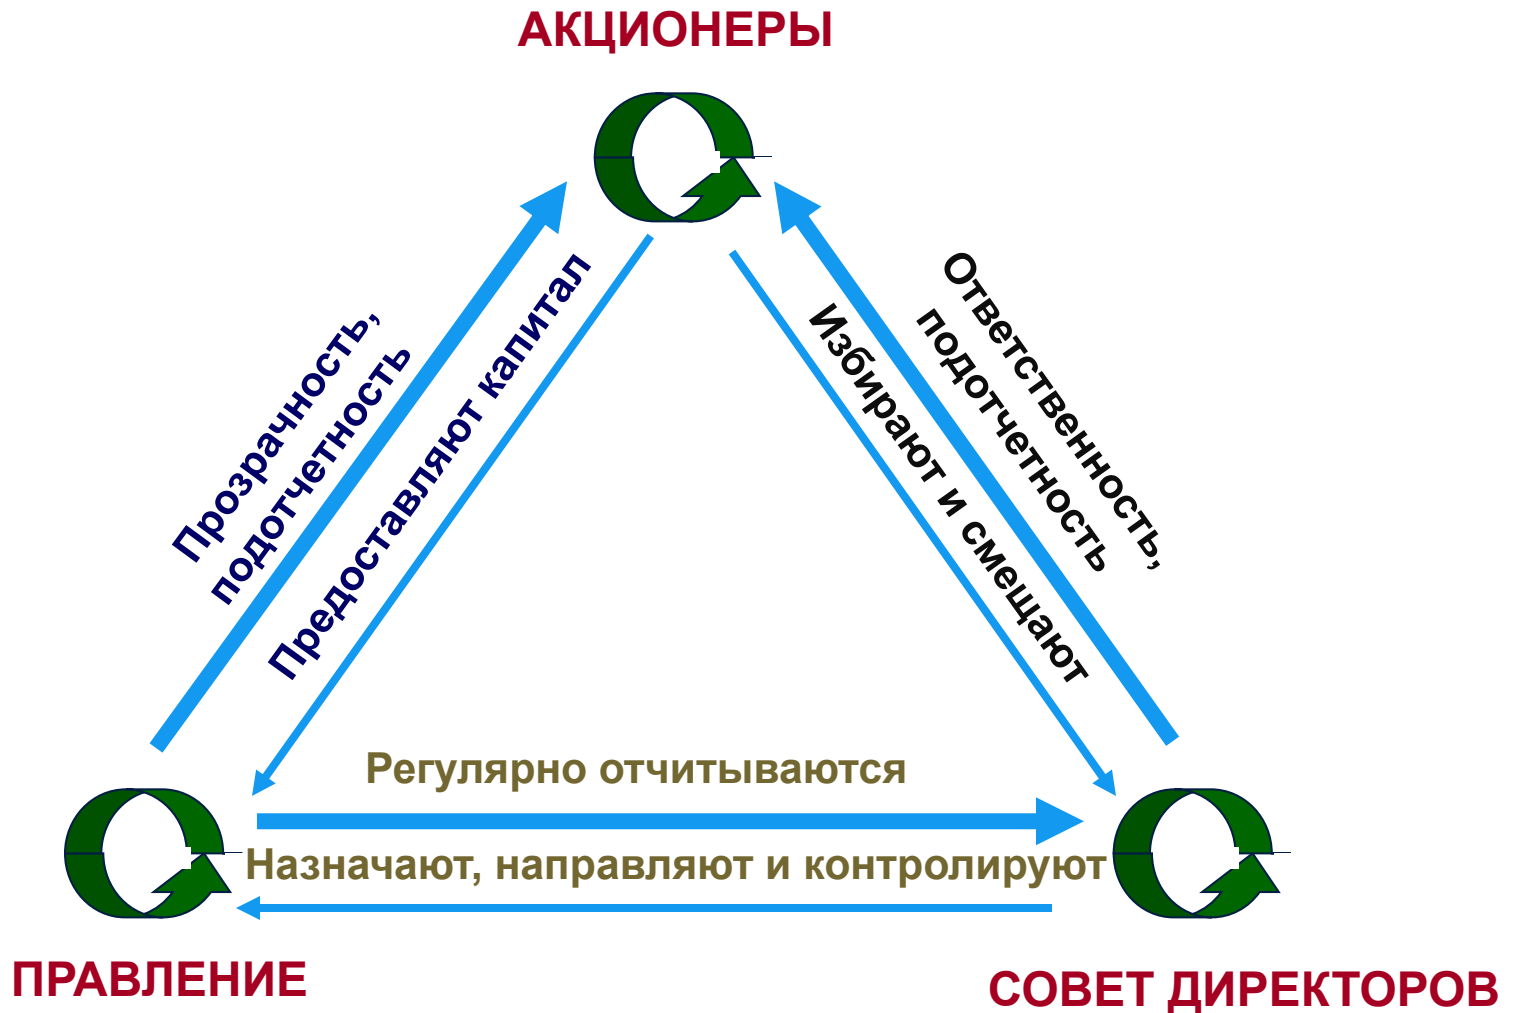 АКЦИОНЕРЫ
Прозрачность,
подотчетность
Предоставляют капитал
Избирают и смещают
Ответственность,
подотчетность
Регулярно отчитываются
Назначают, направляют и контролируют
ПРАВЛЕНИЕ
СОВЕТ ДИРЕКТОРОВ